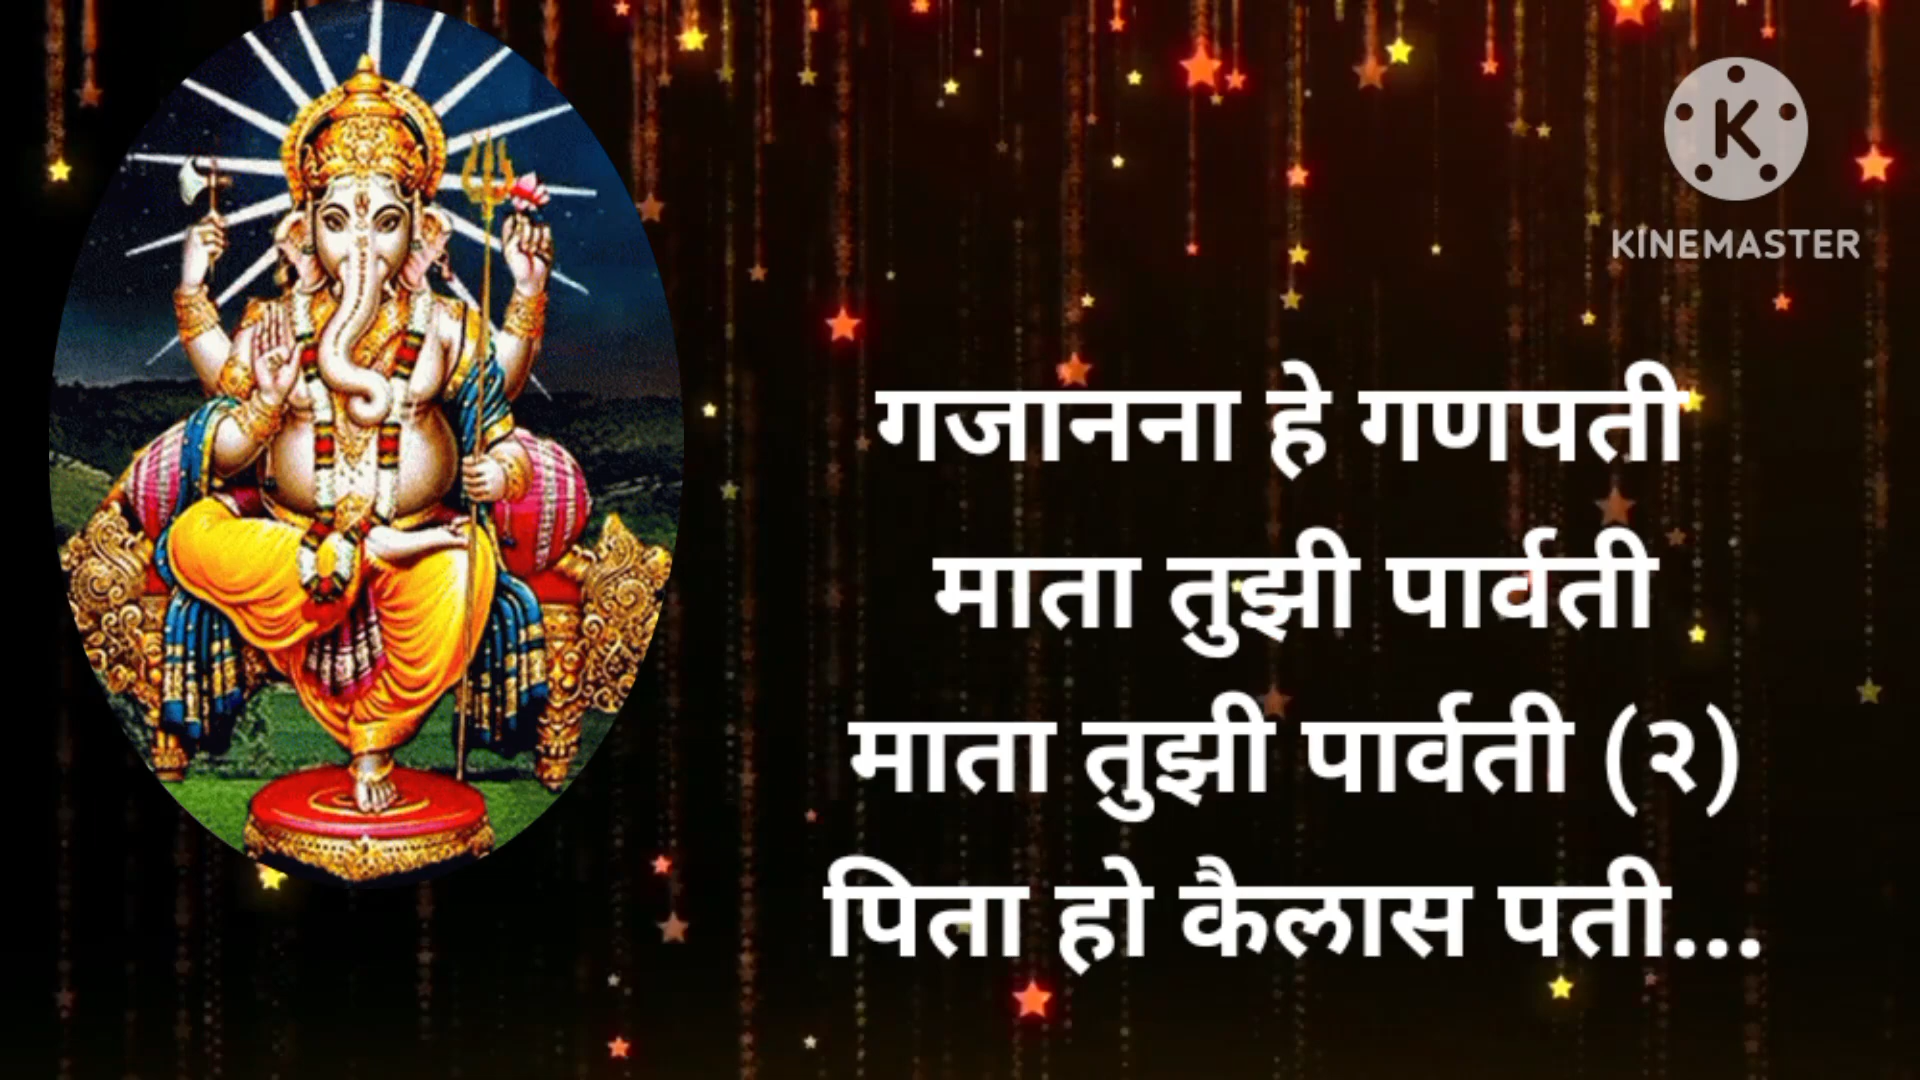 KINEMASTER
गजानना हे गणपती
माता तुझी पार्वती
माता तुझी पार्वती (२)
पिता हो कैलास पती...